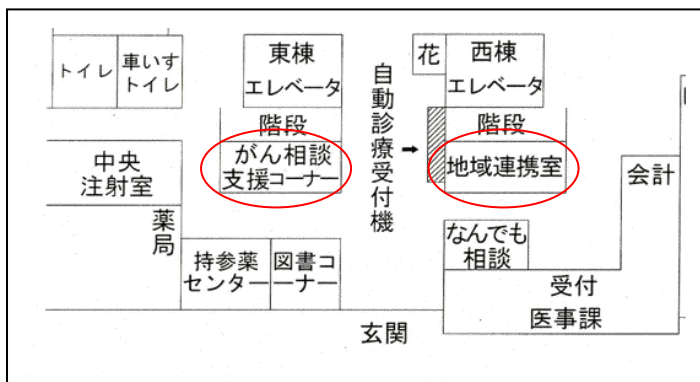 トイレ
車いす
トイレ
東棟
エレベータ
自動診療受付機
→
花
西棟
エレベータ
階段
階段
がん相談
支援コーナー
地域連携室
中央
注射室
会計
薬局
なんでも
相談
持参薬
センター
図書コ
ーナー
受付
医事課
玄関